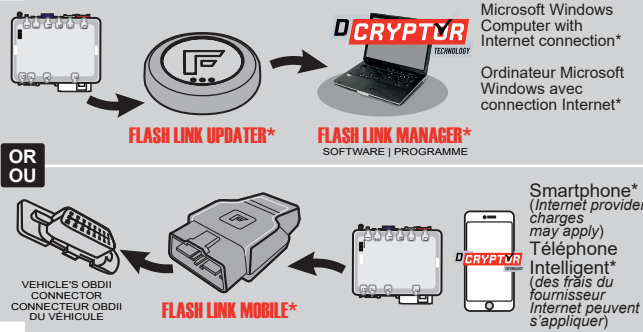 DCRYPTOR
TECHNOLOGY
Microsoft Windows
Computer with
Internet connection*
Ordinateur Microsoft
Windows avec
connection Internet*
FLASH LINK UPDATER*
FLASH LINK MANAGER*
SOFTWARE | PROGRAMME
OR
OU
VEHICLE'S OBDII
CONNECTOR
CONNECTEUR OBDII
DU VÉHICULE
FLASH LINK MOBILE*
DCRYPTOR
TECHNOLOGY
Smartphone*
(Internet provider
charges
may apply)
Téléphone
Intelligent*
(des frais du
fournisseur
Internet peuvent
s'appliquer)